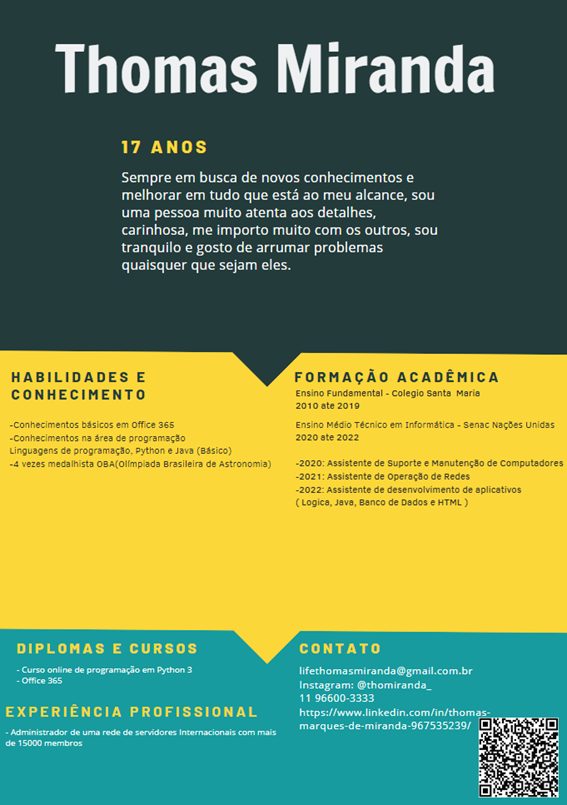 Thomas Miranda
17 ANOS
Sempre em busca de novos conhecimentos e
melhorar em tudo que está ao meu alcance, sou
uma pessoa muito atenta aos detalhes,
carinhosa, me importo muito com os outros, sou
tranquilo e gosto de arrumar problemas
quaisquer que sejam eles.
HABILIDADES E
CONHECIMENTO
-Conhecimentos básicos em Office 365
-Conhecimentos na área de programação
Linguagens de programação, Python e Java (Básico)
-4 vezes medalhista OBA(Olímpiada Brasileira de Astronomia)
FORMAÇÃO ACADÊMICA
Ensino Fundamental - Colegio Santa Maria
2010 ate 2019
Ensino Médio Técnico em Informática - Senac Nações Unidas
2020 ate 2022
-2020: Assistente de Suporte e Manutenção de Computadores
-2021: Assistente de Operação de Redes
-2022: Assistente de desenvolvimento de aplicativos
( Logica, Java, Banco de Dados e HTML )
DIPLOMAS E CURSOS
- Curso online de programação em Python 3
- Office 365
EXPERIÊNCIA PROFISSIONAL
- Administrador de uma rede de servidores Internacionais com mais
de 15000 membros
CONTATO
lifethomasmiranda@gmail.com.br
Instagram: @thomiranda_
11 96600-3333
https://www.linkedin.com/in/thomas-
marques-de-miranda-967535239/